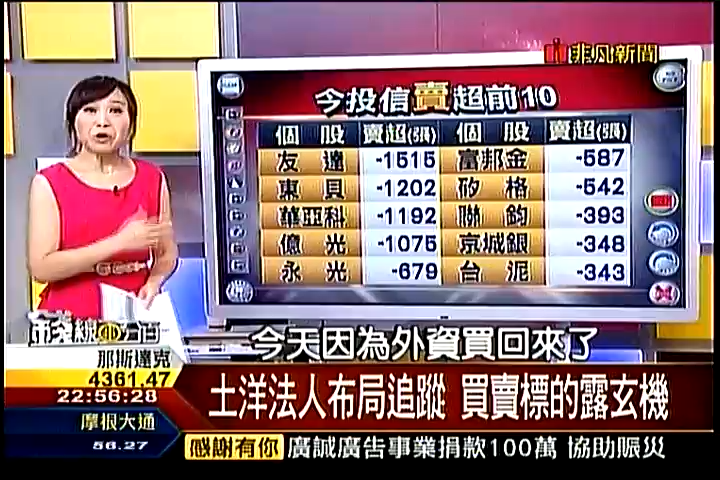 非凡新聞
今投信賣超前10
個股 賣超(張) 個股 賣超(張)
友達 -1515 富邦金 -587
東貝 -1202 矽格 -542
華亞科 -1192 聯鈞 -393
億光 -1075 京城銀 -348
永光 -679 台泥 -343
今天因為外資買回來了
那斯達克
4361.47
22:56:28
土洋法人布局追蹤 買賣標的露玄機
摩根大通
56.27
感謝有你 廣誠廣告事業捐款100萬 協助賑災